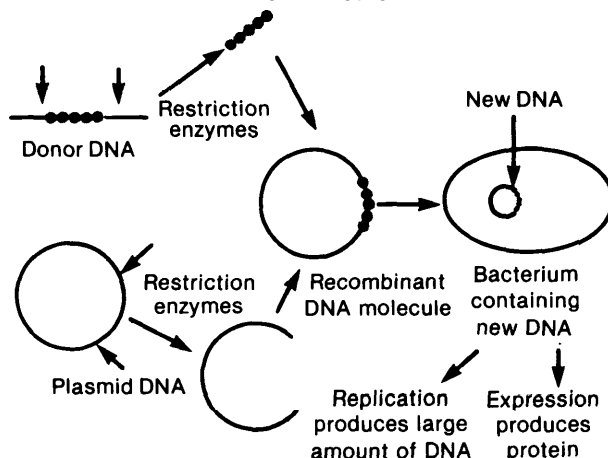 Restriction
enzymes
Donor DNA
New DNA
Restriction
enzymes
Plasmid DNA
Recombinant
DNA molecule
Bacterium
containing
new DNA
Replication
produces large
amount of DNA
Expression
produces
protein